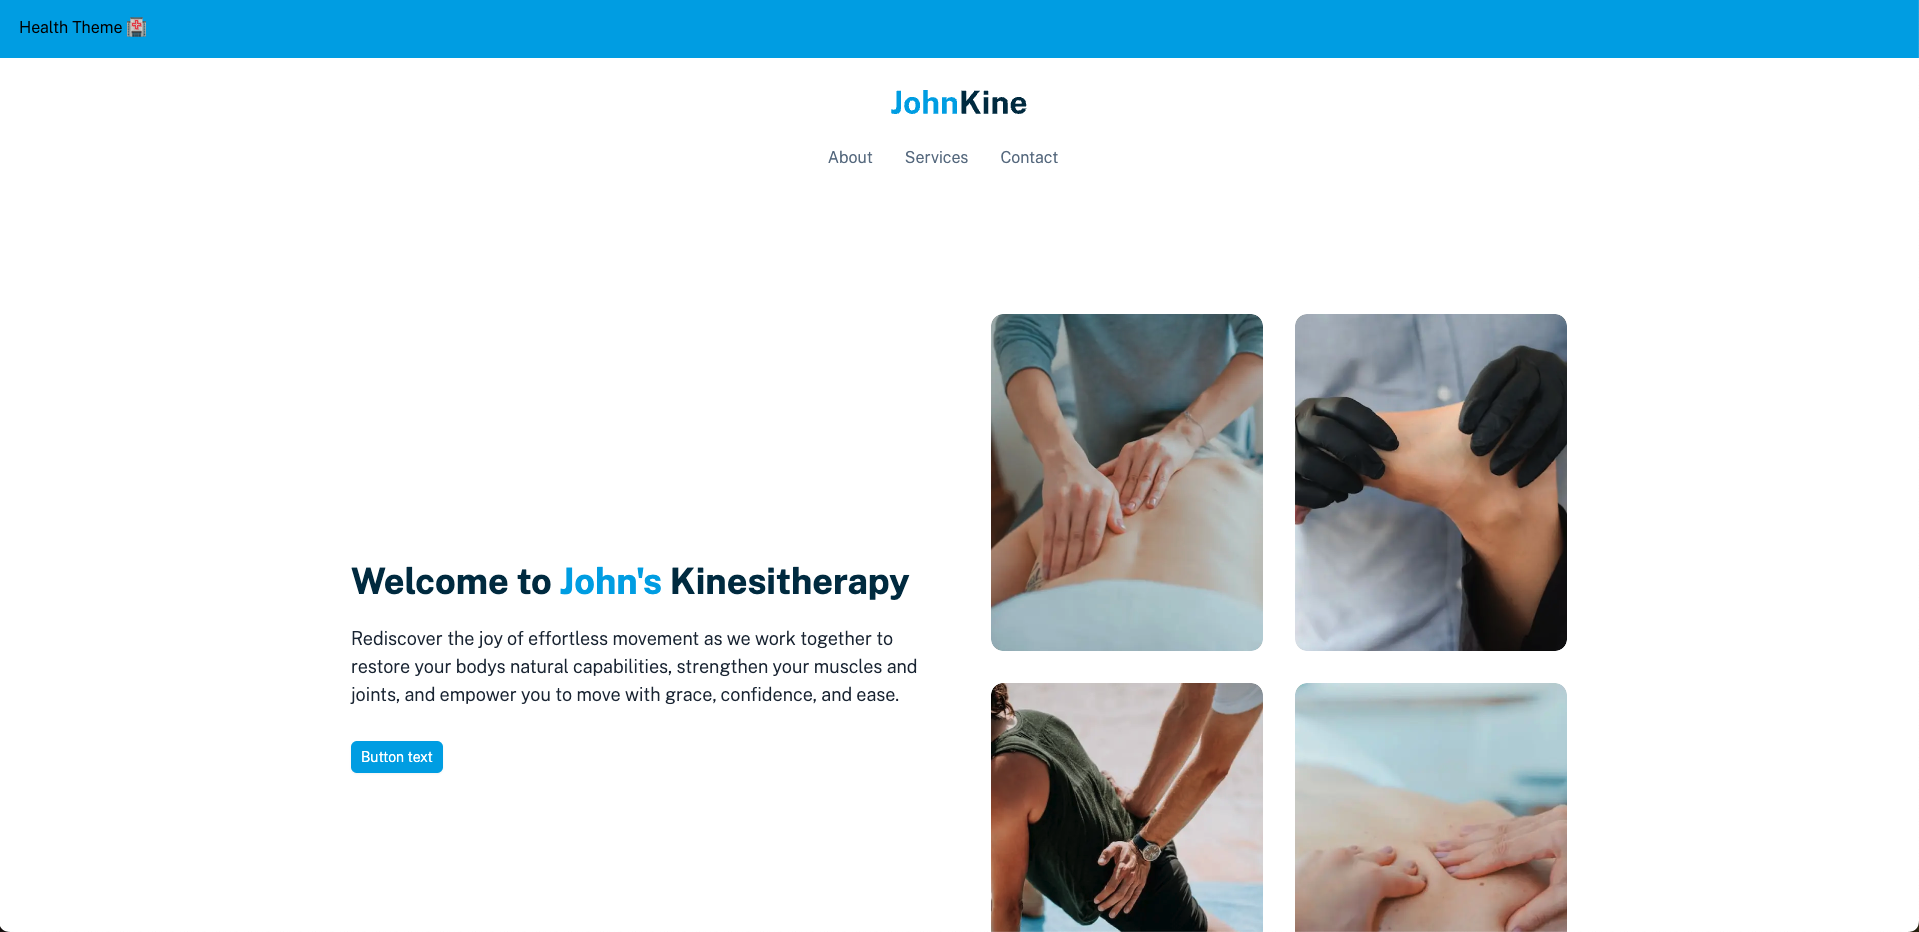 Health Theme 🏥
JohnKine
About Services Contact
Welcome to John's Kinesitherapy
Rediscover the joy of effortless movement as we work together to
restore your bodys natural capabilities, strengthen your muscles and
joints, and empower you to move with grace, confidence, and ease.
Button text